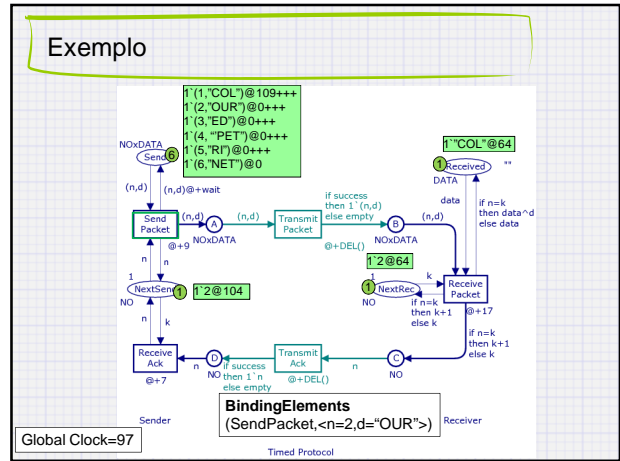 Exemplo
1`(1,"COL")@109+++
1`(2,"OUR")@0+++
1`(3,"ED")@0+++
1`(4, "'PET")@0+++
1`(5,"RI")@0+++
1`(6,"NET")@0
NOxDATA
Send
6
1`"COL"@64
1
Received
""
DATA
(n,d)
(n,d)@+wait
data
if n=k
then data^d
else data
Send
Packet
@+9
(n,d)
A
NOxDATA
(n,d)
Transmit
Packet
@+DEL()
if success
then 1`(n,d)
else empty
B
NOxDATA
(n,d)
n
n
1`2@64
1
NextRec
1
NO
k
if n=k
then k+1
else k
Receive
Packet
@+17
1
NextSend
1
NO
1`2@104
n
k
if n=k
then k+1
else k
Receive
Ack
@+7
n
D
NO
if success
then 1`n
else empty
Transmit
Ack
@+DEL()
n
C
NO
Sender
BindingElements
(SendPacket,<n=2,d="OUR">)
Receiver
Global Clock=97
Timed Protocol